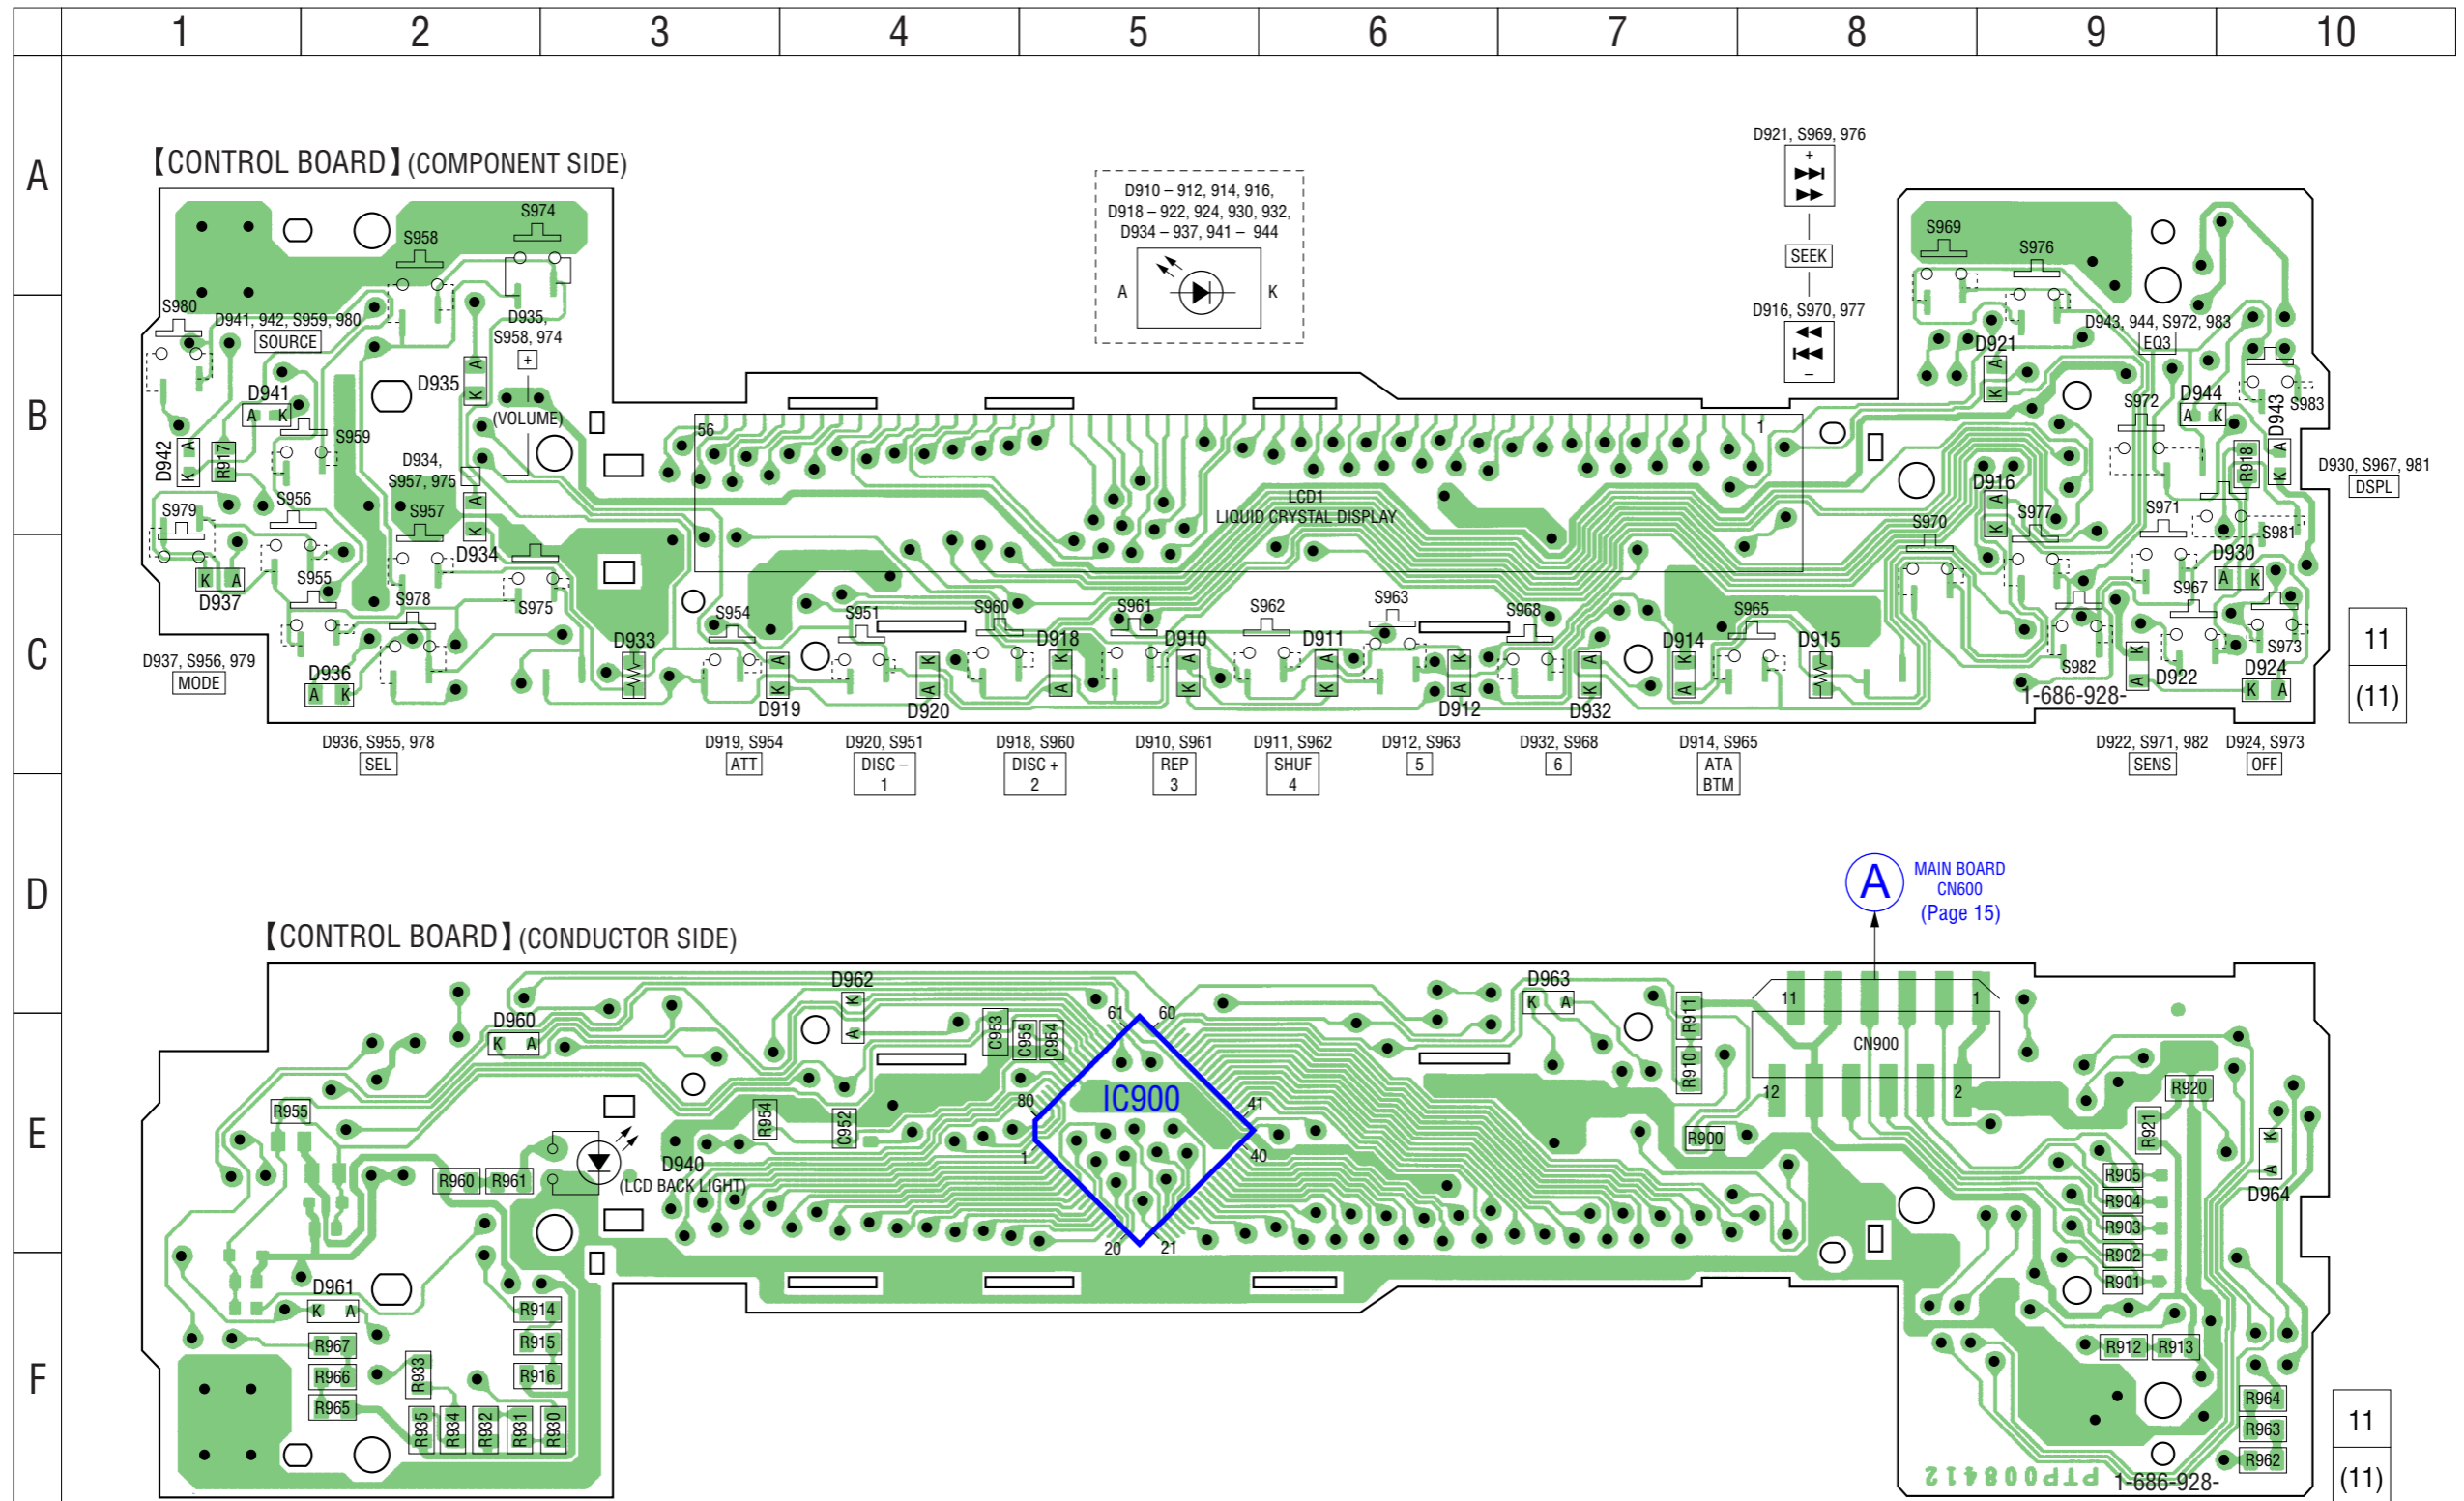 1 2 3 4 5 6 7 8 9 10
A
【CONTROL BOARD】(COMPONENT SIDE)
D910 – 912, 914, 916,
D918 – 922, 924, 930, 932,
D934 – 937, 941 – 944
A K
D921, S969, 976
+
SEEK
D916, S970, 977
–
S958 S974 S969 S976
B
S980
D941, 942, S959, 980
SOURCE
D935,
S958, 974
+
(VOLUME)
D934,
S957, 975
D943, 944, S972, 983
EQ3
D921
A
K
D935
A
K
D941
A K
S959
D942
A
K
R917
S972
D944
A K
D943
A
K
S983
R918
56 1
LCD1
LIQUID CRYSTAL DISPLAY
D930, S967, 981
DSPL
S979 S956 S957
A
K
D934
D916
A
K
S977 S971 S981
S970
D930
A K
C
K A
D937
S955 S978 S975
S954 S951 S960 S961 S962 S963 S968 S965 S967
D933 D918 D910 D911 D914 D915
S982 S973
D922
D924
K A
D936
A K
D919 D920 D912 D932
1-686-928-
11
(11)
D937, S956, 979
MODE
D936, S955, 978
SEL
D919, S954
ATT
D920, S951
DISC –
1
D918, S960
DISC +
2
D910, S961
REP
3
D911, S962
SHUF
4
D912, S963
5
D932, S968
6
D914, S965
ATA
BTM
D922, S971, 982
SENS
D924, S973
OFF
D
A
MAIN BOARD
CN600
(Page 15)
【CONTROL BOARD】(CONDUCTOR SIDE)
D962
K
A
D963
K A
R911
11 1
CN900
12 2
E
D960
K A
C953 C955 C954
61 60
IC900
80 41
1 40
20 21
R910
R900
R955
R954
C952
D940
(LCD BACK LIGHT)
R960 R961
R920
R921
R905
R904
R903
R902
R901
K
A
D964
F
D961
K A
R967
R966
R965
R933
R914
R915
R916
R935 R934 R932 R931 R930
R912 R913
R964
R963
R962
PTP008412
1-686-928-
11
(11)